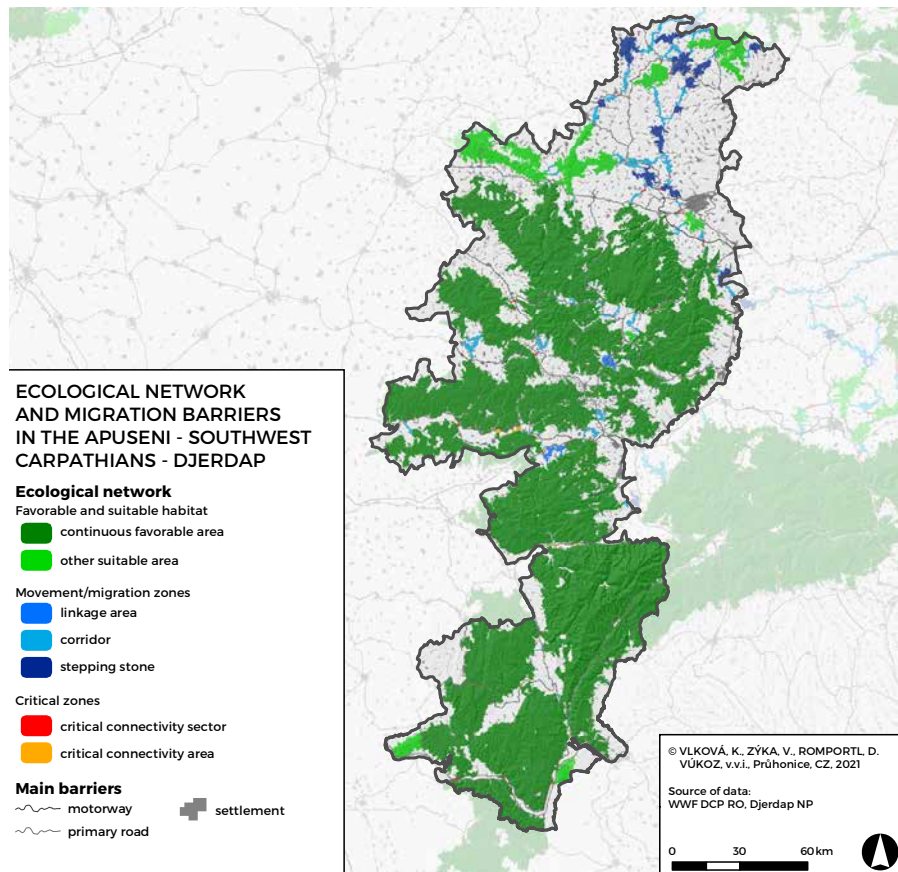 ECOLOGICAL NETWORK
AND MIGRATION BARRIERS
IN THE APUSENI - SOUTHWEST
CARPATHIANS - DJERDAP
Ecological network
Favorable and suitable habitat
continuous favorable area
other suitable area
Movement/migration zones
linkage area
corridor
stepping stone
Critical zones
critical connectivity sector
critical connectivity area
Main barriers
motorway
settlement
primary road
© VLKOVÁ, K., ZÝKA, V., ROMPORTL, D.
VÚKOZ, v.v.i., Průhonice, CZ, 2021
Source of data:
WWF DCP RO, Djerdap NP
0 30 60 km